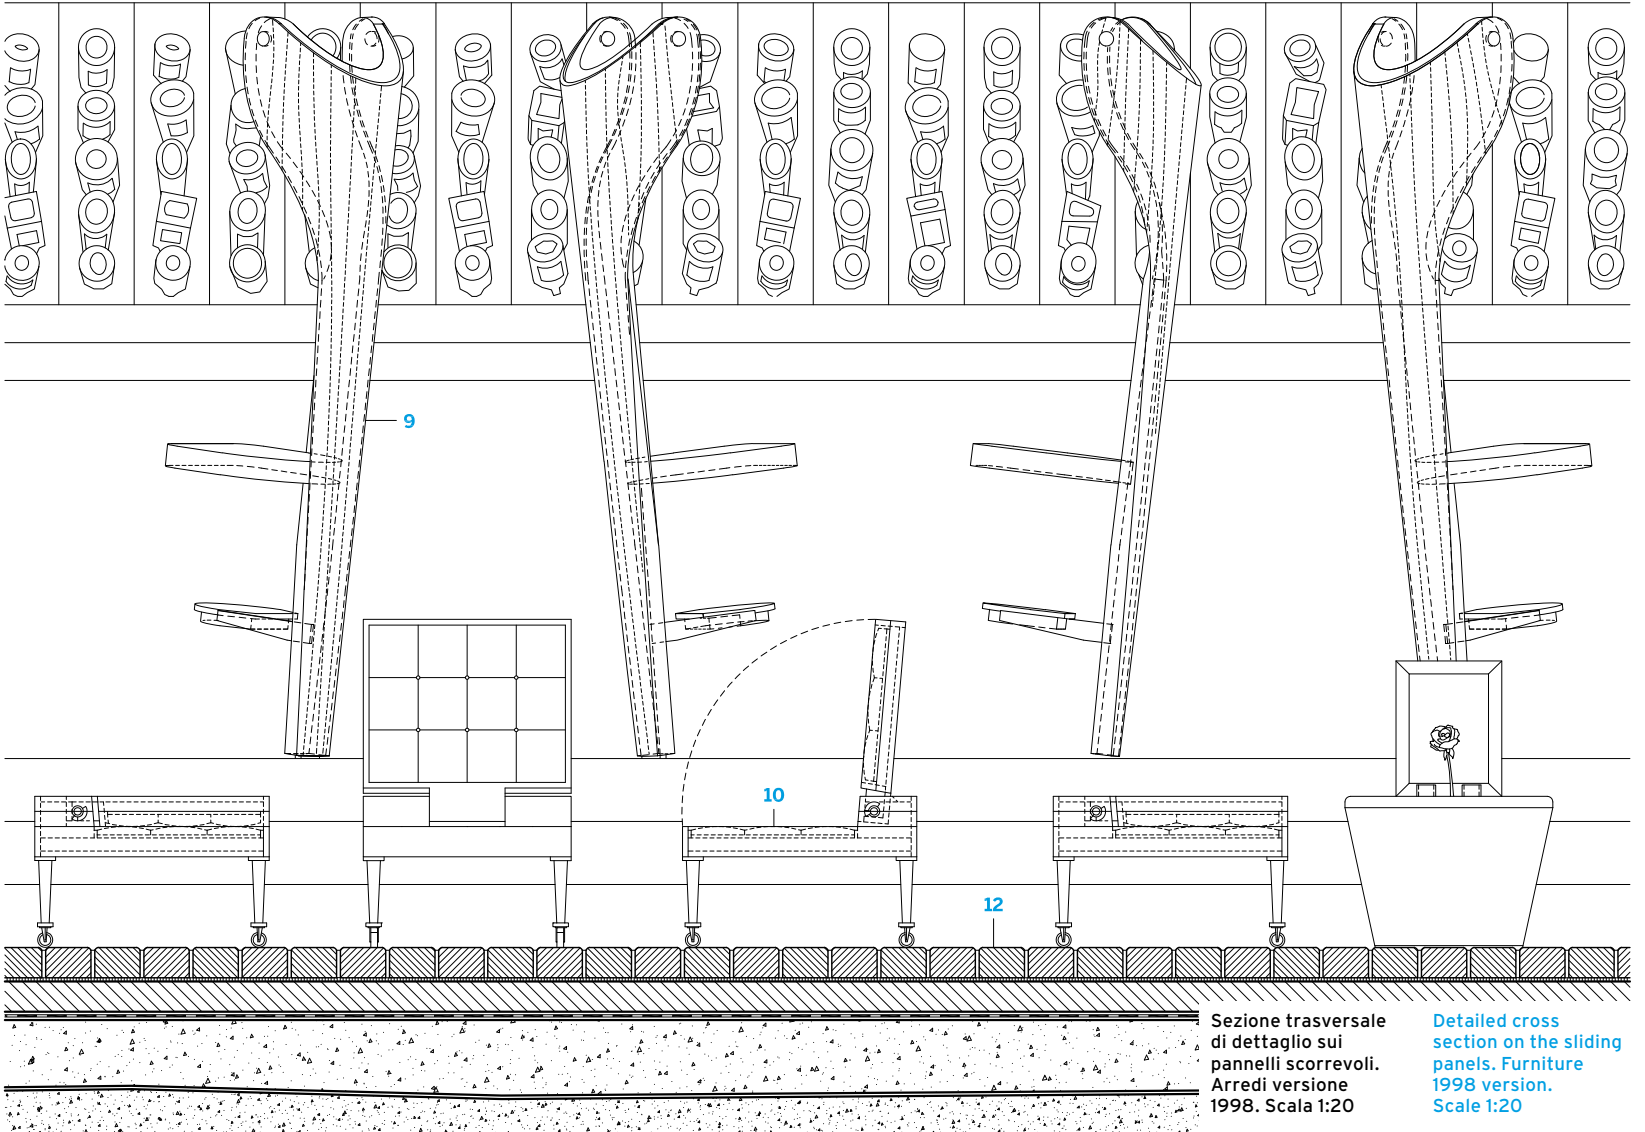 9
10
12
Sezione trasversale
di dettaglio sui
pannelli scorrevoli.
Arredi versione
1998. Scala 1:20
Detailed cross
section on the sliding
panels. Furniture
1998 version.
Scale 1:20